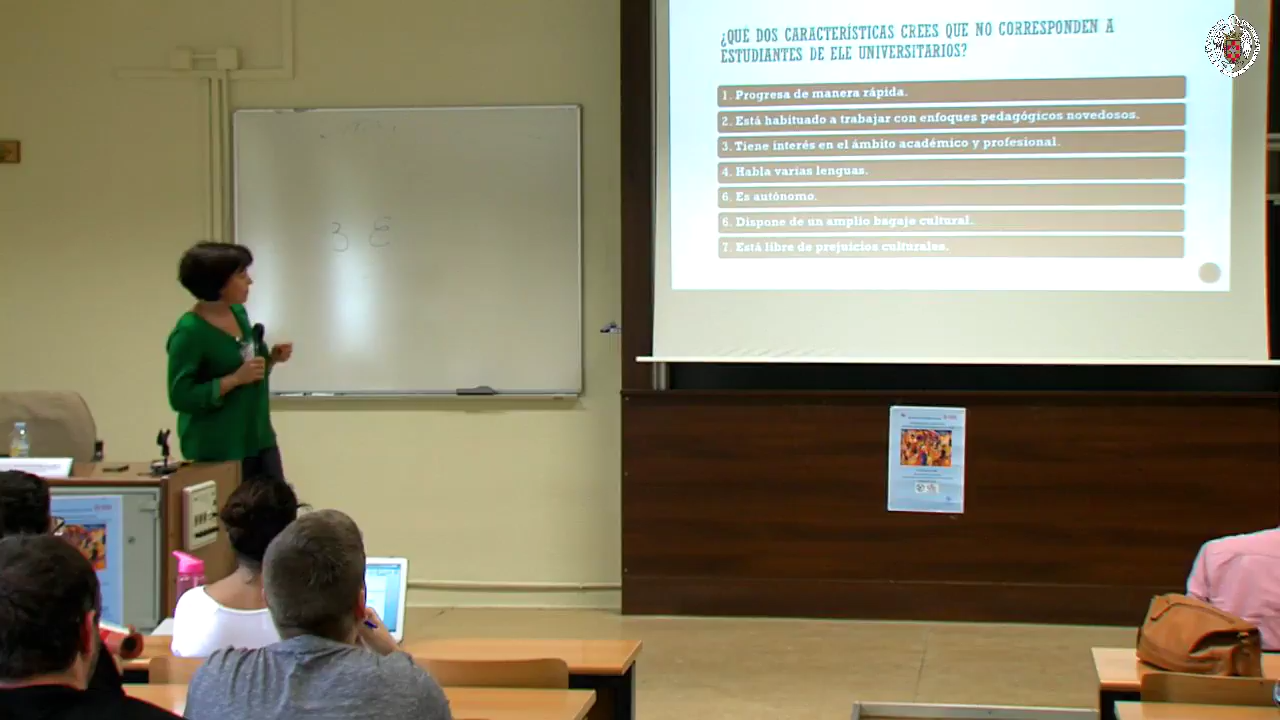 ¿QUÉ DOS CARACTERÍSTICAS CREES QUE NO CORRESPONDEN A
ESTUDIANTES DE ELE UNIVERSITARIOS?
1. Progresa de manera rápida.
2. Está habituado a trabajar con enfoques pedagógicos novedosos.
3. Tiene interés en el ámbito académico y profesional.
4. Habla varias lenguas.
6. Es autónomo.
6. Dispone de un amplio bagaje cultural.
7. Está libre de prejuicios culturales.
3 E